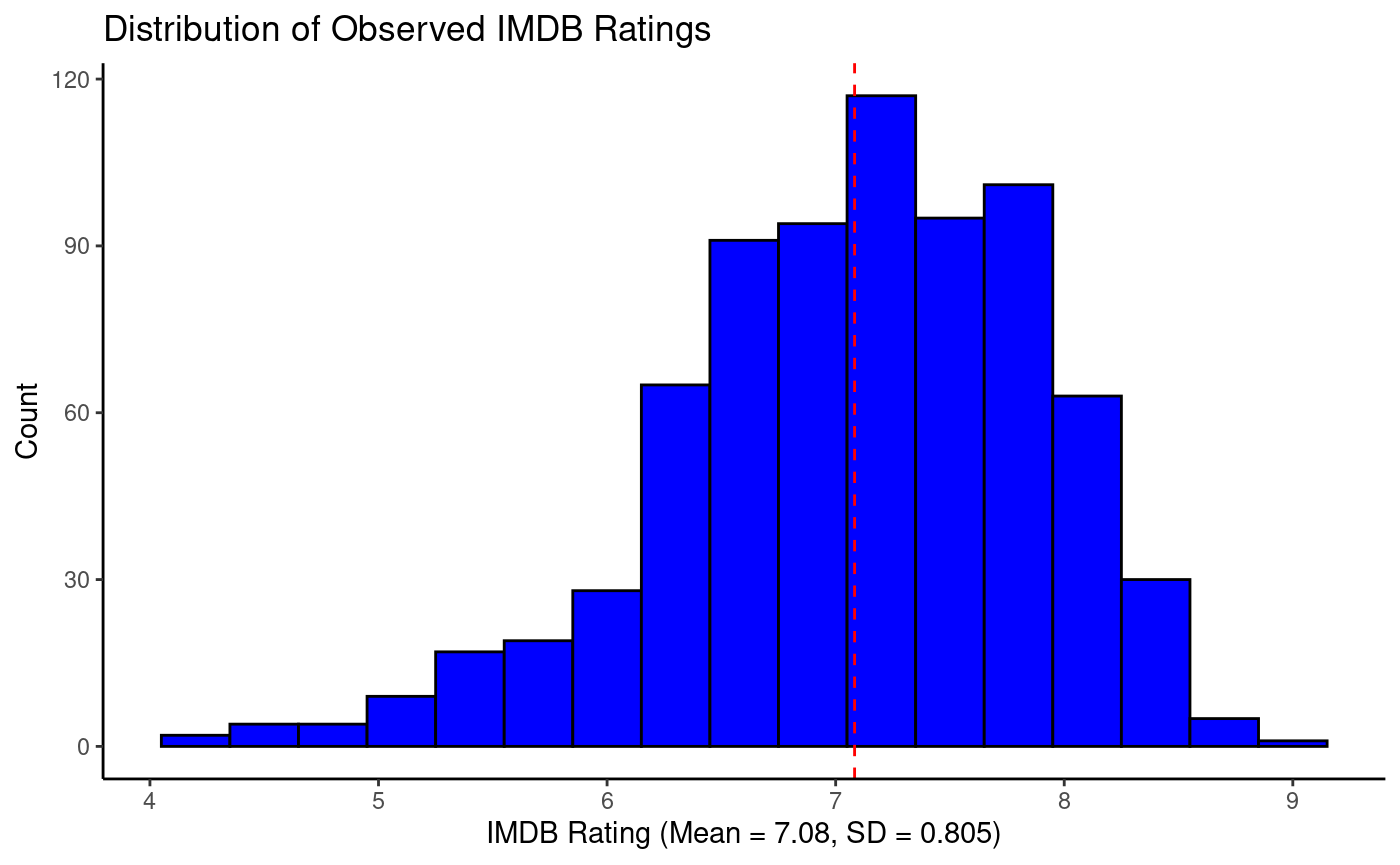 Distribution of Observed IMDB Ratings
120
90
60
30
0
Count
4 5 6 7 8 9
IMDB Rating (Mean = 7.08, SD = 0.805)